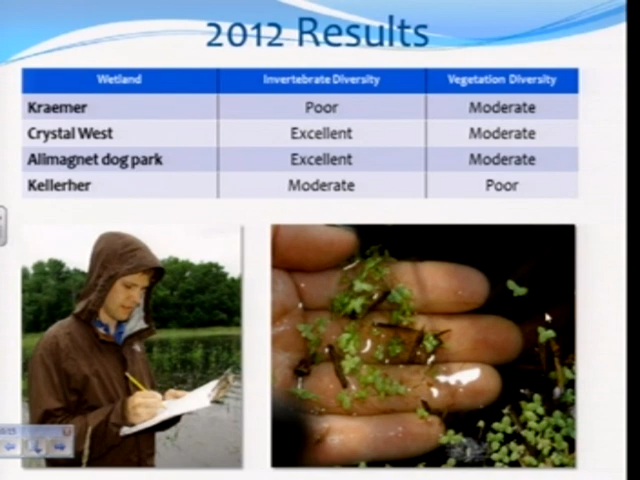 2012 Results
Wetland Invertebrate Diversity Vegetation Diversity
Kraemer Poor Moderate
Crystal West Excellent Moderate
Alimagnet dog park Excellent Moderate
Kellerher Moderate Poor